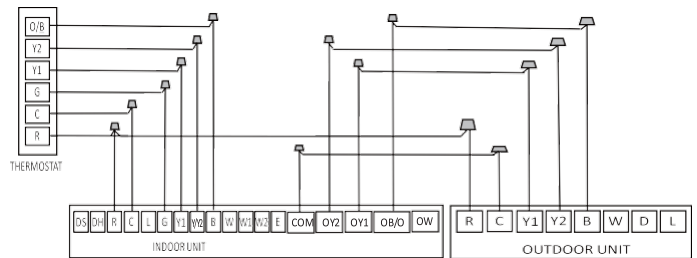 O/B
Y2
Y1
G
C
R
THERMOSTAT
DS DH R C L G Y1 YY2 B W W1 W2 E COM OY2 OY1 OB/O OW
INDOOR UNIT
R C Y1 Y2 B W D L
OUTDOOR UNIT